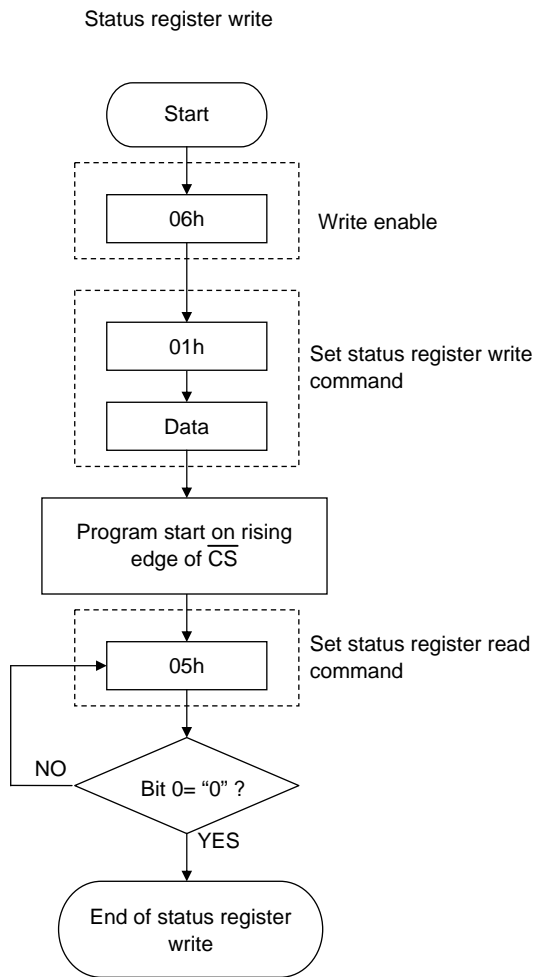 Status register write
Start
06h
Write enable
01h
Set status register write
command
Data
Program start on rising
edge of C̅S̅
Set status register read
command
05h
NO
Bit 0= “0” ?
YES
End of status register
write